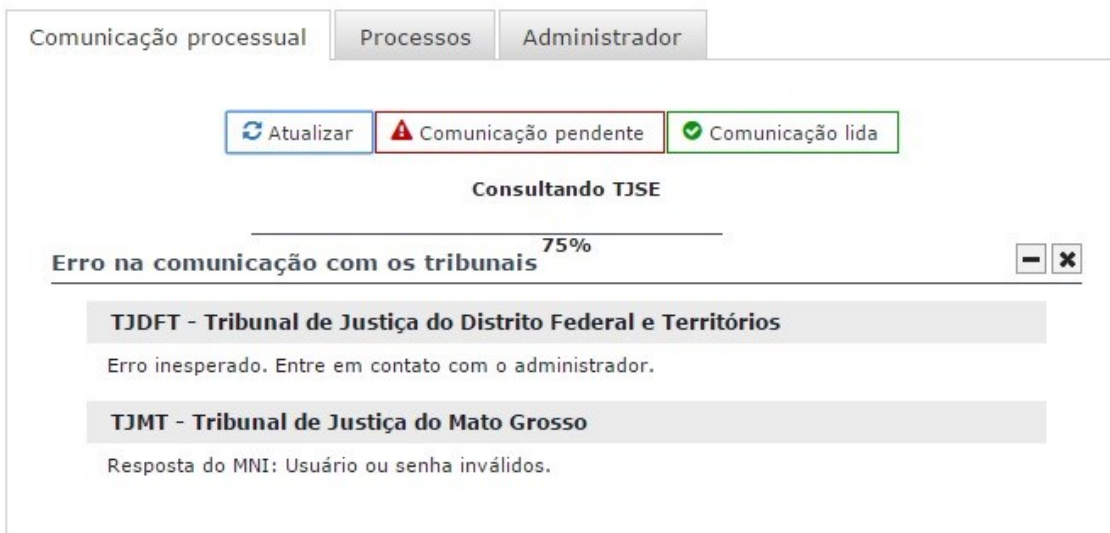 Comunicação processual
Processos
Administrador
Atualizar
Comunicação pendente
Comunicação lida
Consultando TJSE
75%
Erro na comunicação com os tribunais
TJDFT - Tribunal de Justiça do Distrito Federal e Territórios
Erro inesperado. Entre em contato com o administrador.
TJMT - Tribunal de Justiça do Mato Grosso
Resposta do MNI: Usuário ou senha inválidos.